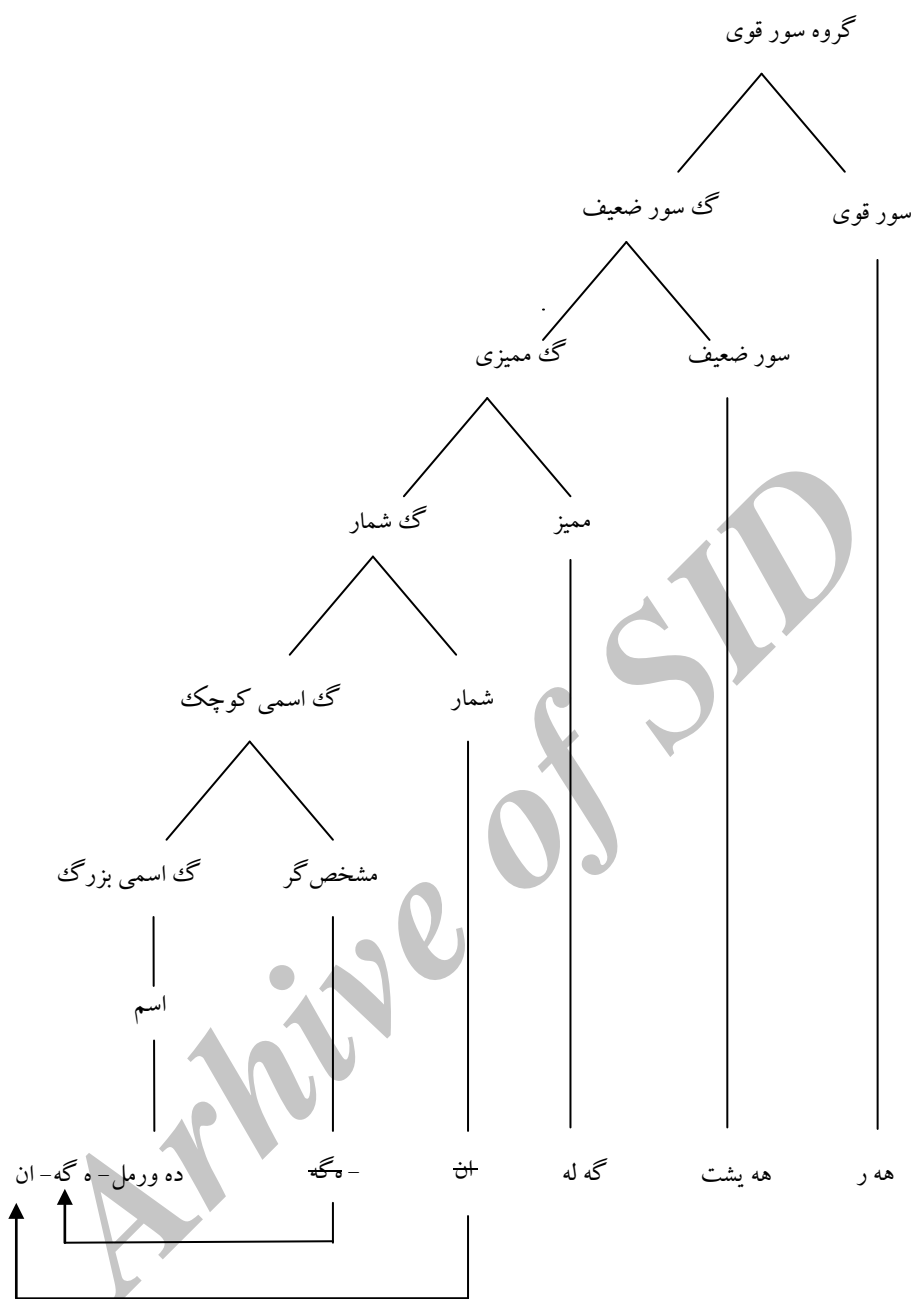 گروه سور قوی
سور قوی
گ سور ضعیف
سور ضعیف
گ ممیزی
ممیز
گ شمار
شمار
گ اسمی کوچک
مشخص‌گر
گ اسمی بزرگ
اسم
هه ر   هه یشت   گه له   ان   - ه گه   ده ورمل- ه گه- ان
Arhive of SID